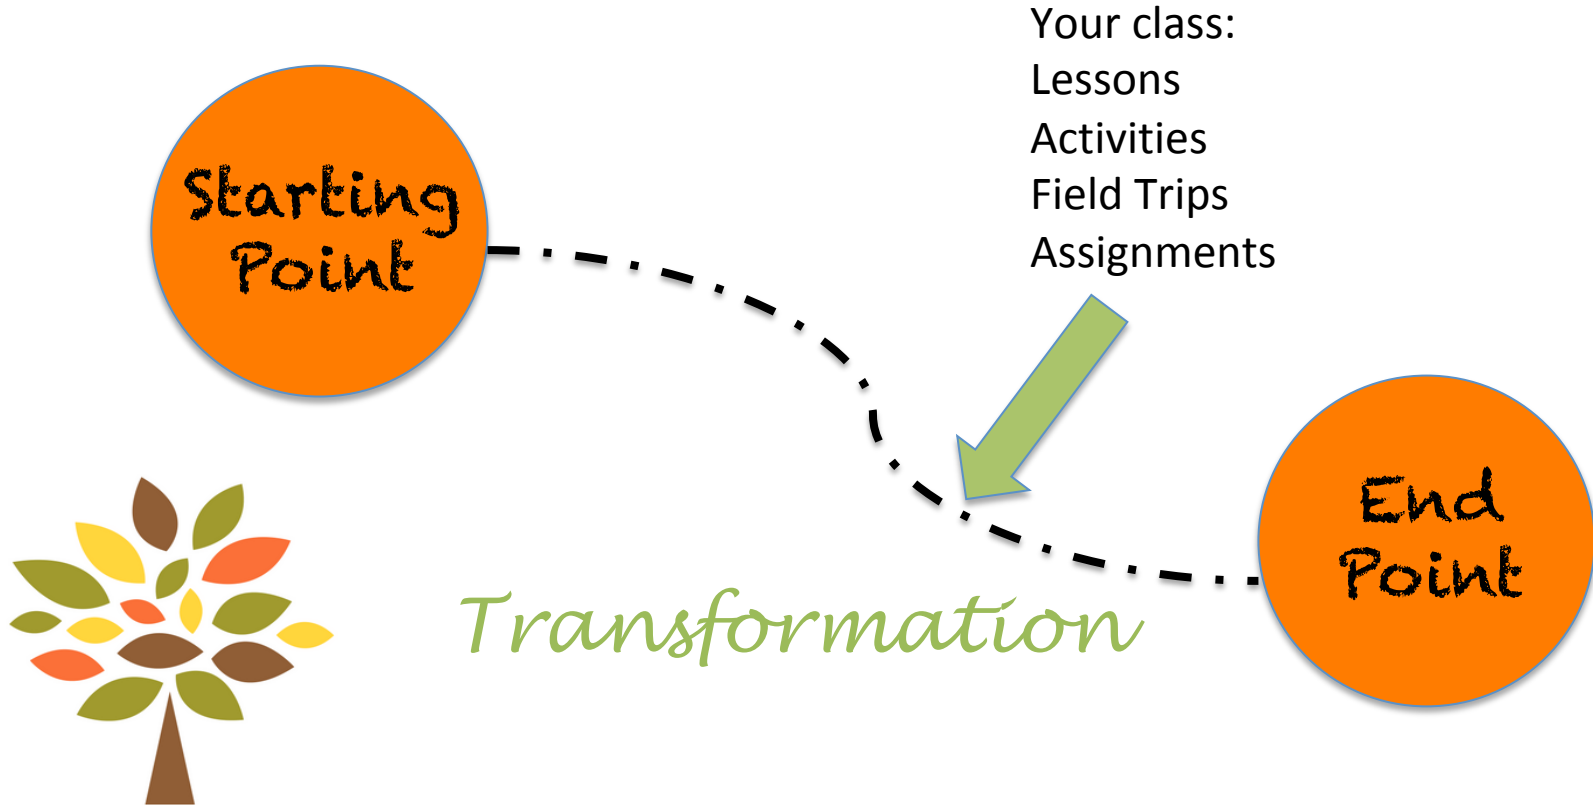 Your class:
Lessons
Activities
Field Trips
Assignments
Starting
Point
End
Point
Transformation